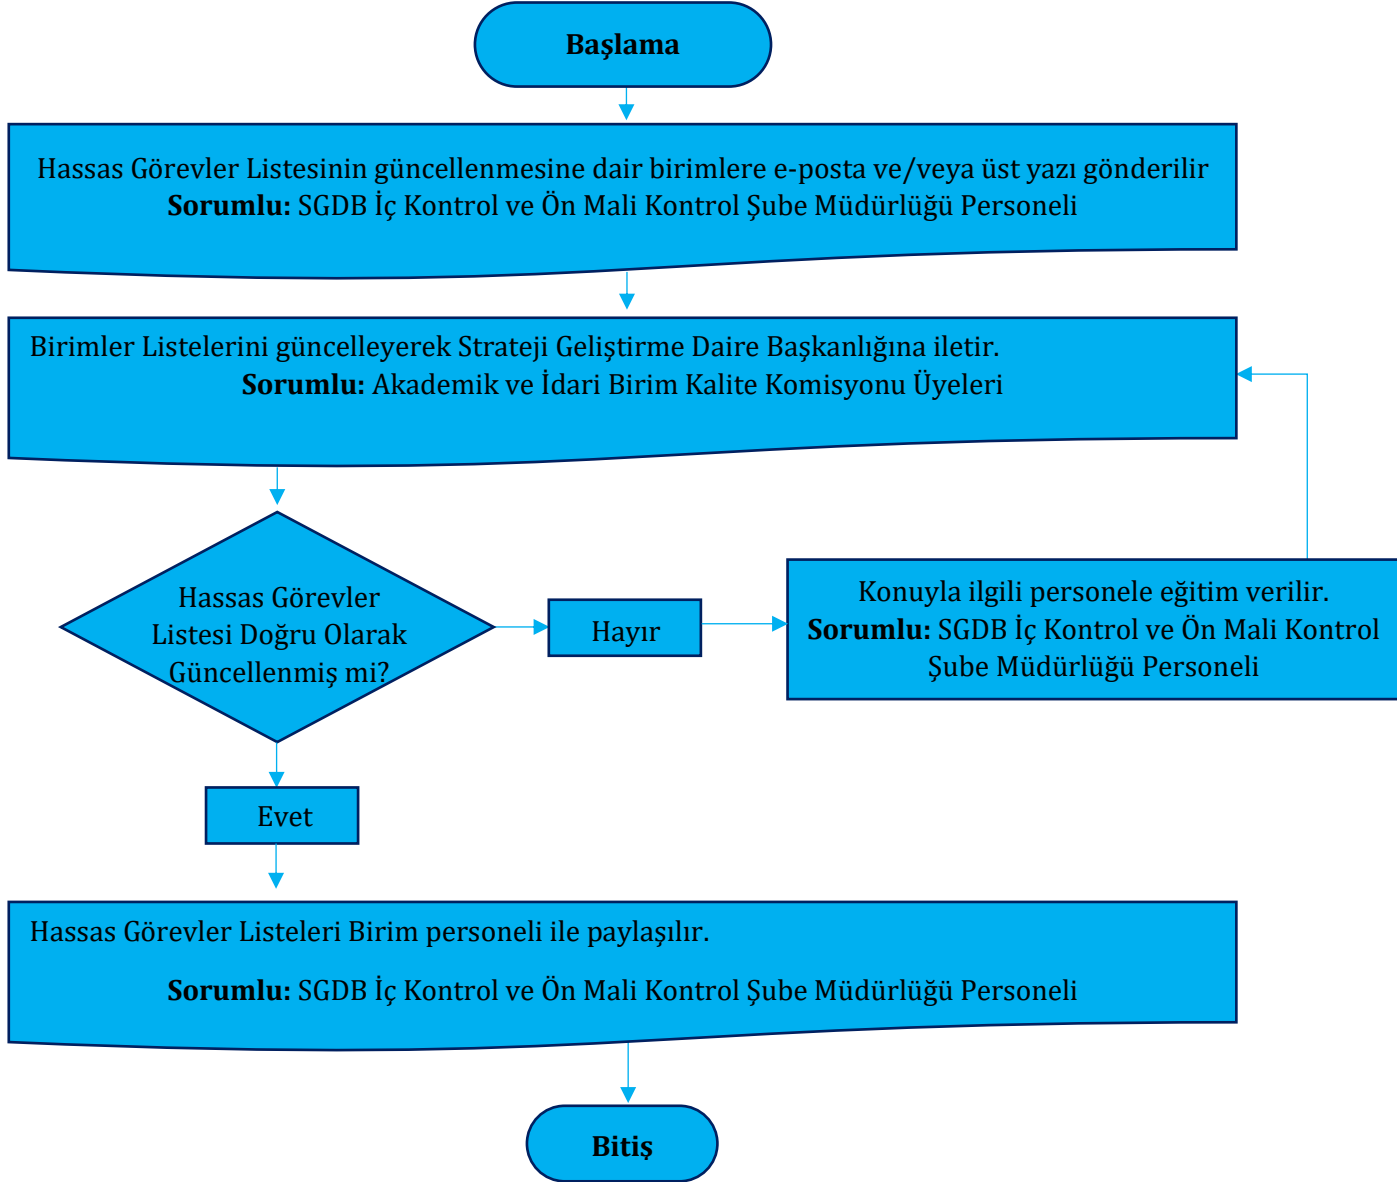 Başlama
Hassas Görevler Listesinin güncellenmesine dair birimlere e-posta ve/veya üst yazı gönderilir
Sorumlu: SGDB İç Kontrol ve Ön Mali Kontrol Şube Müdürlüğü Personeli
Birimler Listelerini güncelleyerek Strateji Geliştirme Daire Başkanlığına iletir.
Sorumlu: Akademik ve İdari Birim Kalite Komisyonu Üyeleri
Hassas Görevler
Listesi Doğru Olarak
Güncellenmiş mi?
Hayır
Konuyla ilgili personele eğitim verilir.
Sorumlu: SGDB İç Kontrol ve Ön Mali Kontrol
Şube Müdürlüğü Personeli
Evet
Hassas Görevler Listeleri Birim personeli ile paylaşılır.
Sorumlu: SGDB İç Kontrol ve Ön Mali Kontrol Şube Müdürlüğü Personeli
Bitiş